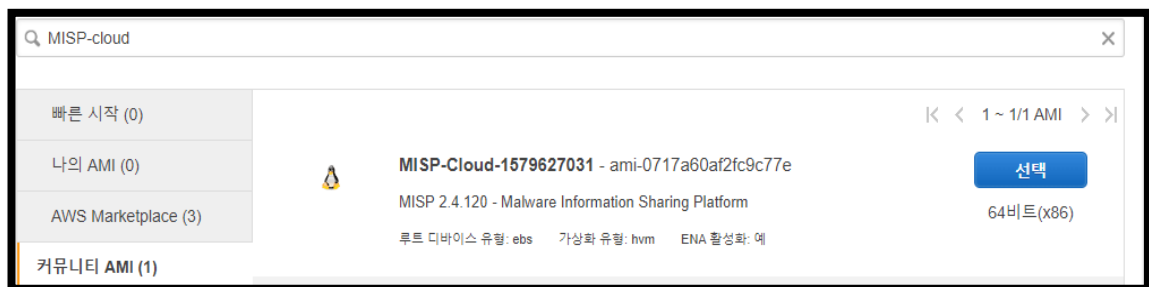 MISP-cloud
빠른 시작 (0)
나의 AMI (0)
AWS Marketplace (3)
커뮤니티 AMI (1)
1 ~ 1/1 AMI
MISP-Cloud-1579627031 - ami-0717a60af2fc9c77e
선택
MISP 2.4.120 - Malware Information Sharing Platform
64비트(x86)
루트 디바이스 유형: ebs 가상화 유형: hvm ENA 활성화: 예